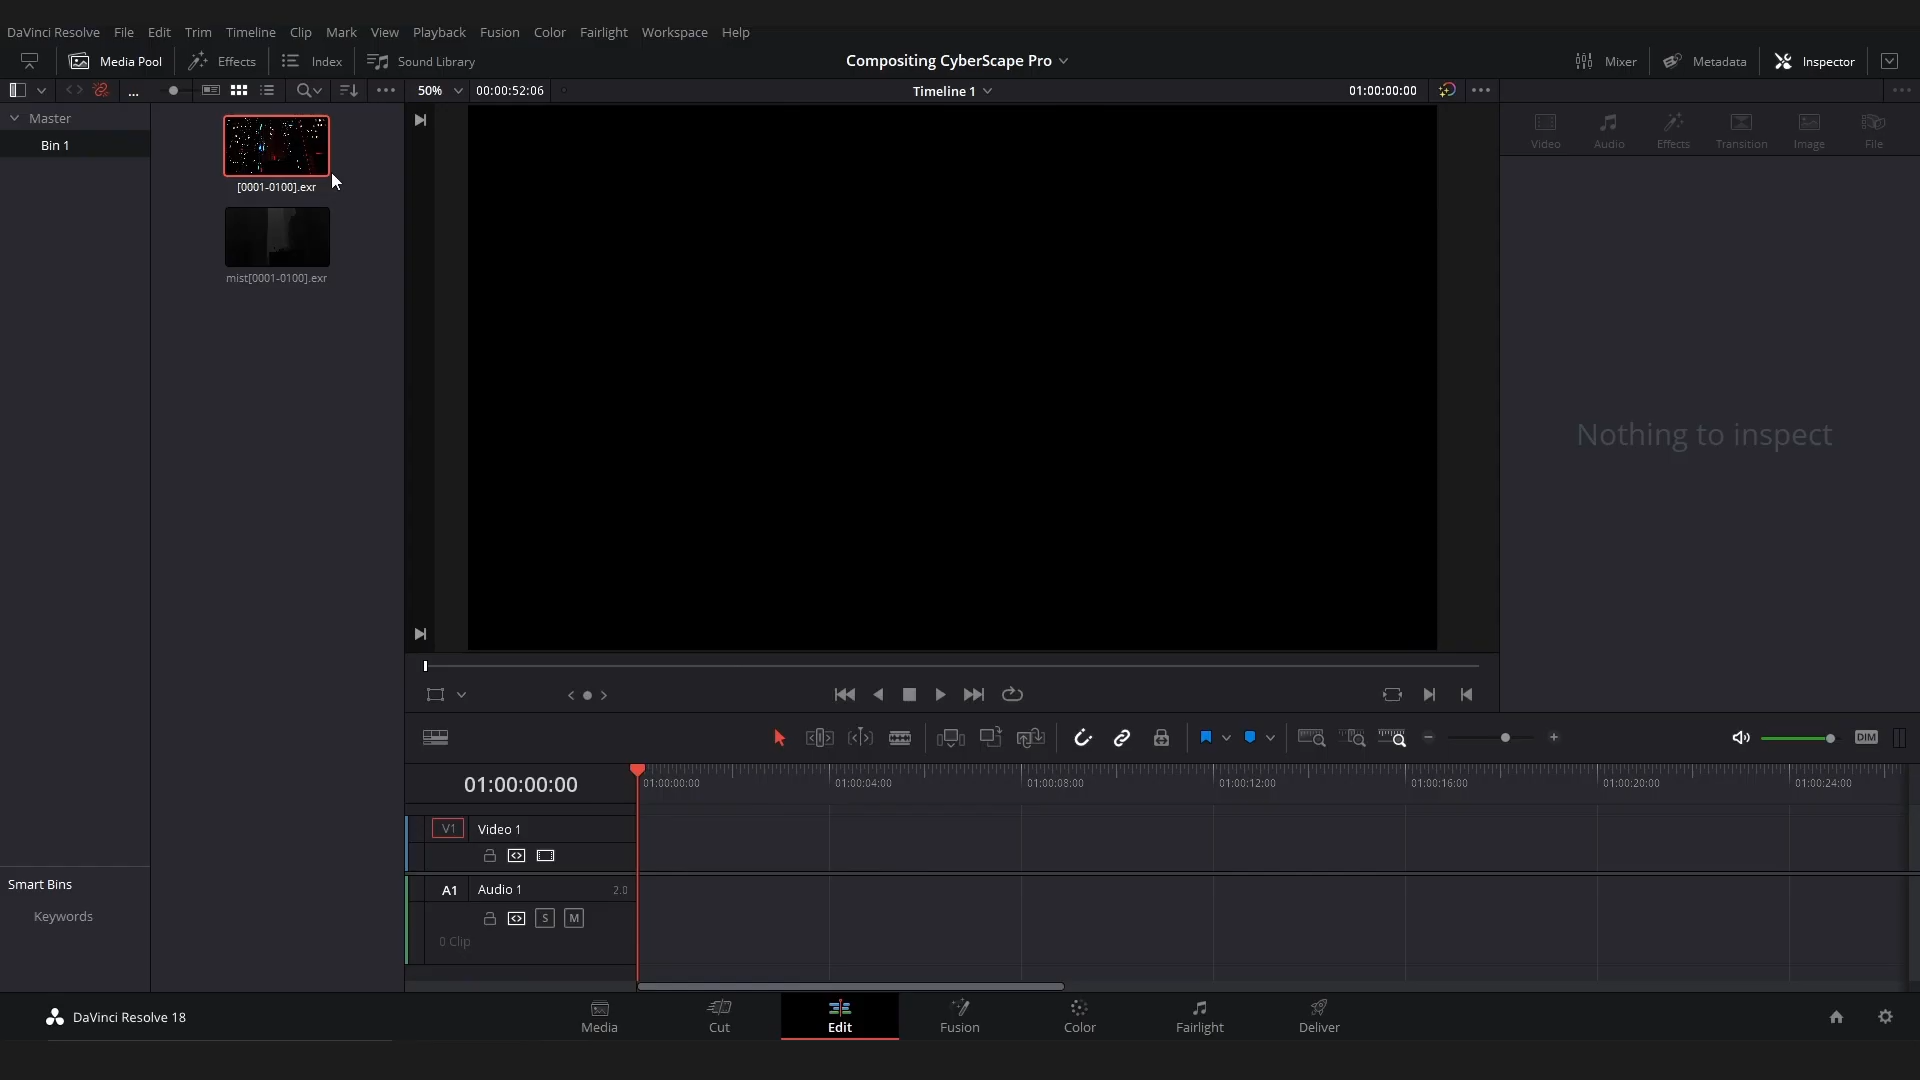 DaVinci Resolve File Edit Trim Timeline Clip Mark View Playback Fusion Color Fairlight Workspace Help
Media Pool Effects Index Sound Library Compositing CyberScape Pro Mixer Metadata Inspector
50% 00:00:52:06 Timeline 1 01:00:00:00
Master
Bin 1
[0001-0100].exr
mist[0001-0100].exr
Video Audio Effects Transition Image File
Nothing to inspect
DIM
01:00:00:00
01:00:00:00 01:00:04:00 01:00:08:00 01:00:12:00 01:00:16:00 01:00:20:00 01:00:24:00
V1 Video 1
A1 Audio 1 2.0
S M
0 Clip
Smart Bins
Keywords
DaVinci Resolve 18
Media Cut Edit Fusion Color Fairlight Deliver